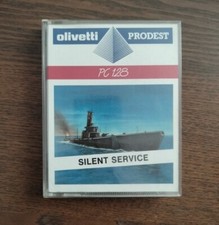 olivetti PRODEST
PC 128
SILENT SERVICE